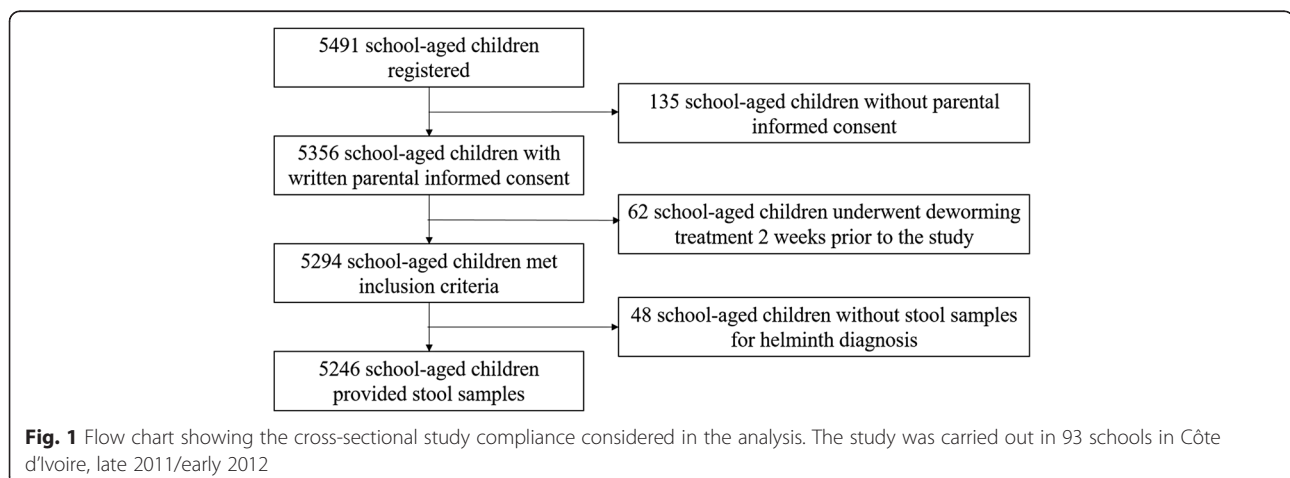 5491 school-aged children
registered
135 school-aged children without parental
informed consent
5356 school-aged children with
written parental informed consent
62 school-aged children underwent deworming
treatment 2 weeks prior to the study
5294 school-aged children met
inclusion criteria
48 school-aged children without stool samples
for helminth diagnosis
5246 school-aged children
provided stool samples
Fig. 1 Flow chart showing the cross-sectional study compliance considered in the analysis. The study was carried out in 93 schools in Côte
d'Ivoire, late 2011/early 2012